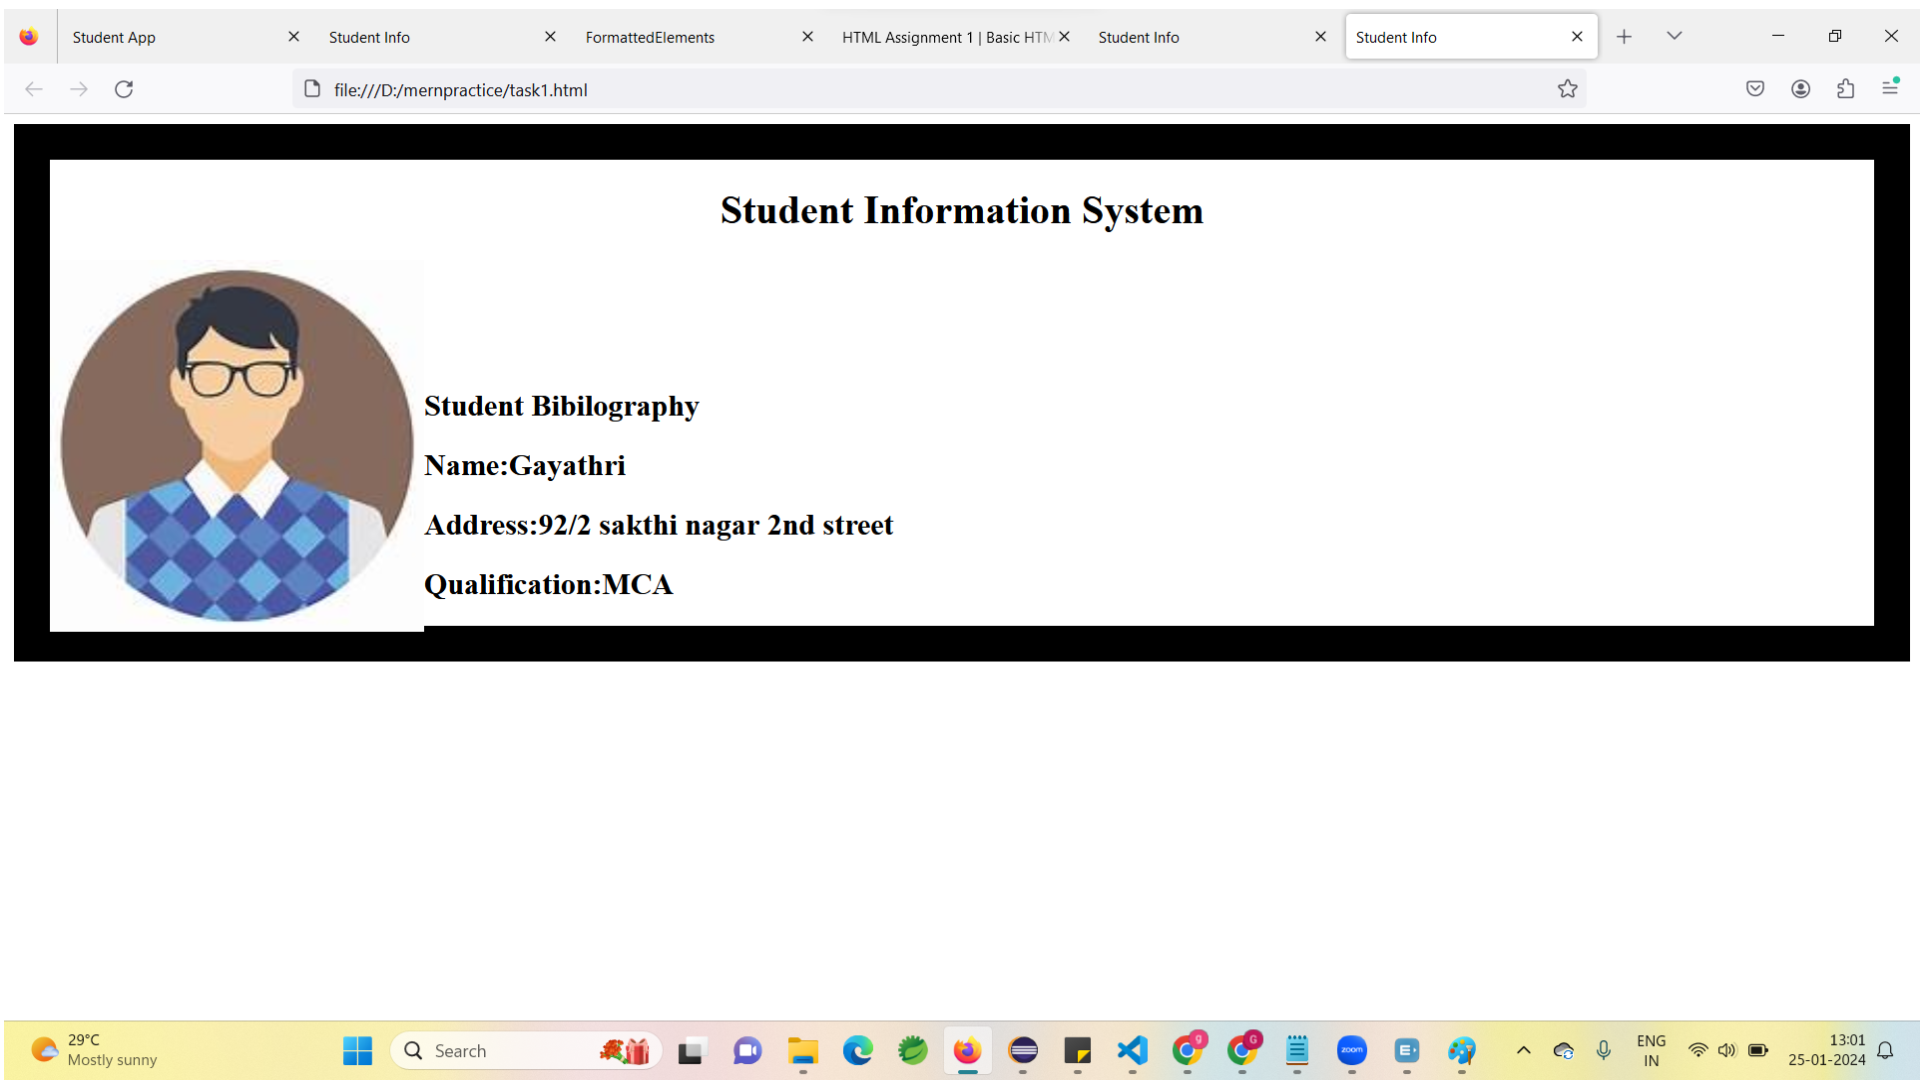 Student App
Student Info
FormattedElements
HTML Assignment 1 | Basic HTM
Student Info
Student Info
file:///D:/mernpractice/task1.html
Student Information System
Student Bibilography
Name:Gayathri
Address:92/2 sakthi nagar 2nd street
Qualification:MCA
29°C
Mostly sunny
Search
g
G
zoom
E
ENG
IN
13:01
25-01-2024